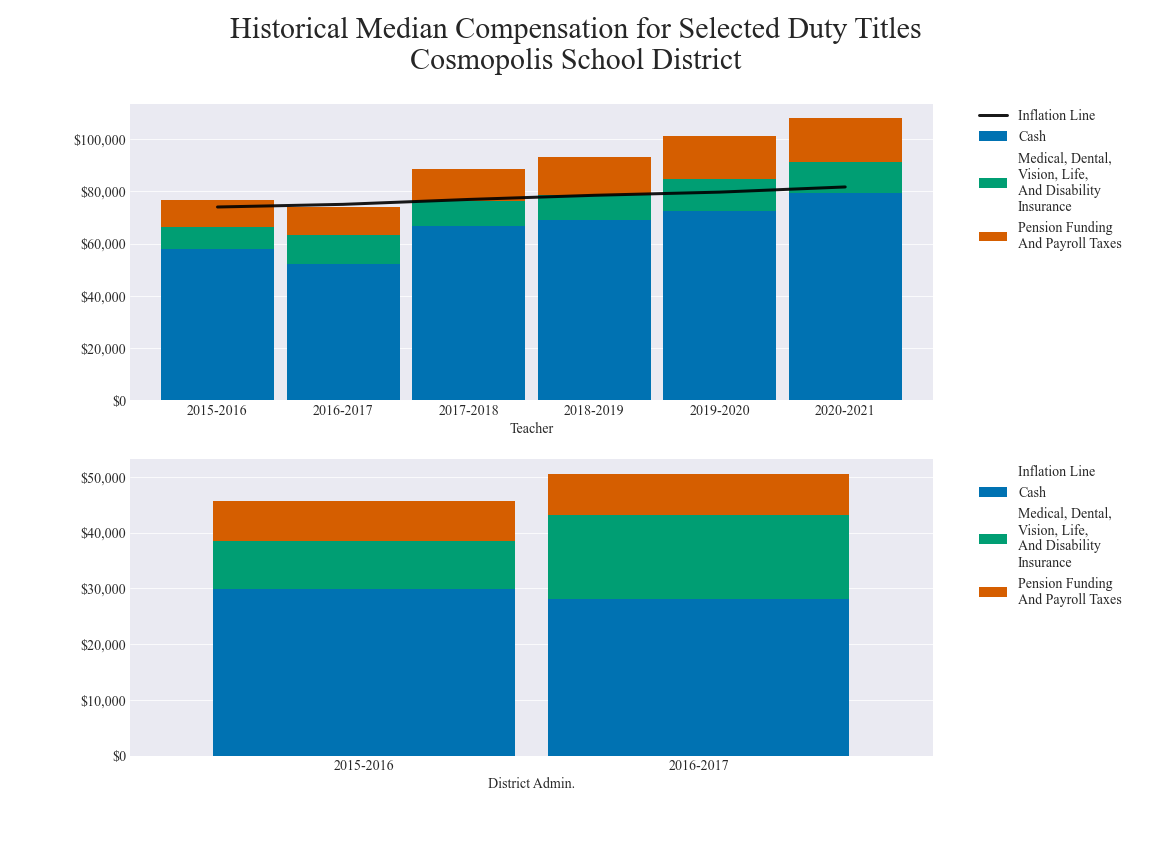 Historical Median Compensation for Selected Duty Titles
Cosmopolis School District
$100,000
$80,000
$60,000
$40,000
$20,000
$0
2015-2016
2016-2017
2017-2018
2018-2019
2019-2020
2020-2021
Teacher
Inflation Line
Cash
Medical, Dental,
Vision, Life,
And Disability
Insurance
Pension Funding
And Payroll Taxes
$50,000
$40,000
$30,000
$20,000
$10,000
$0
2015-2016
2016-2017
District Admin.
Inflation Line
Cash
Medical, Dental,
Vision, Life,
And Disability
Insurance
Pension Funding
And Payroll Taxes